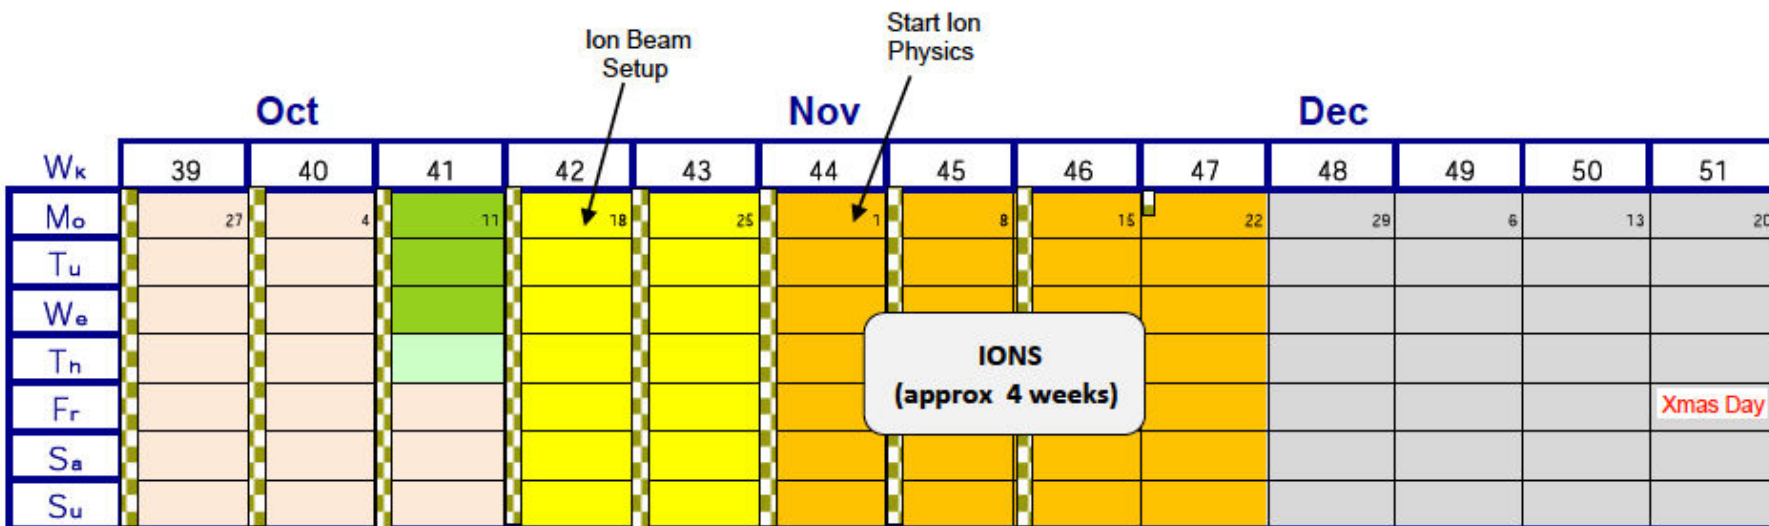 Start Ion
Physics
Ion Beam
Setup
Oct Nov Dec
Wk 39 40 41 42 43 44 45 46 47 48 49 50 51
Mo 27 4 11 18 25 1 8 15 22 29 6 13 20
Tu
We
Th
IONS
(approx 4 weeks)
Fr Xmas Day
Sa
Su